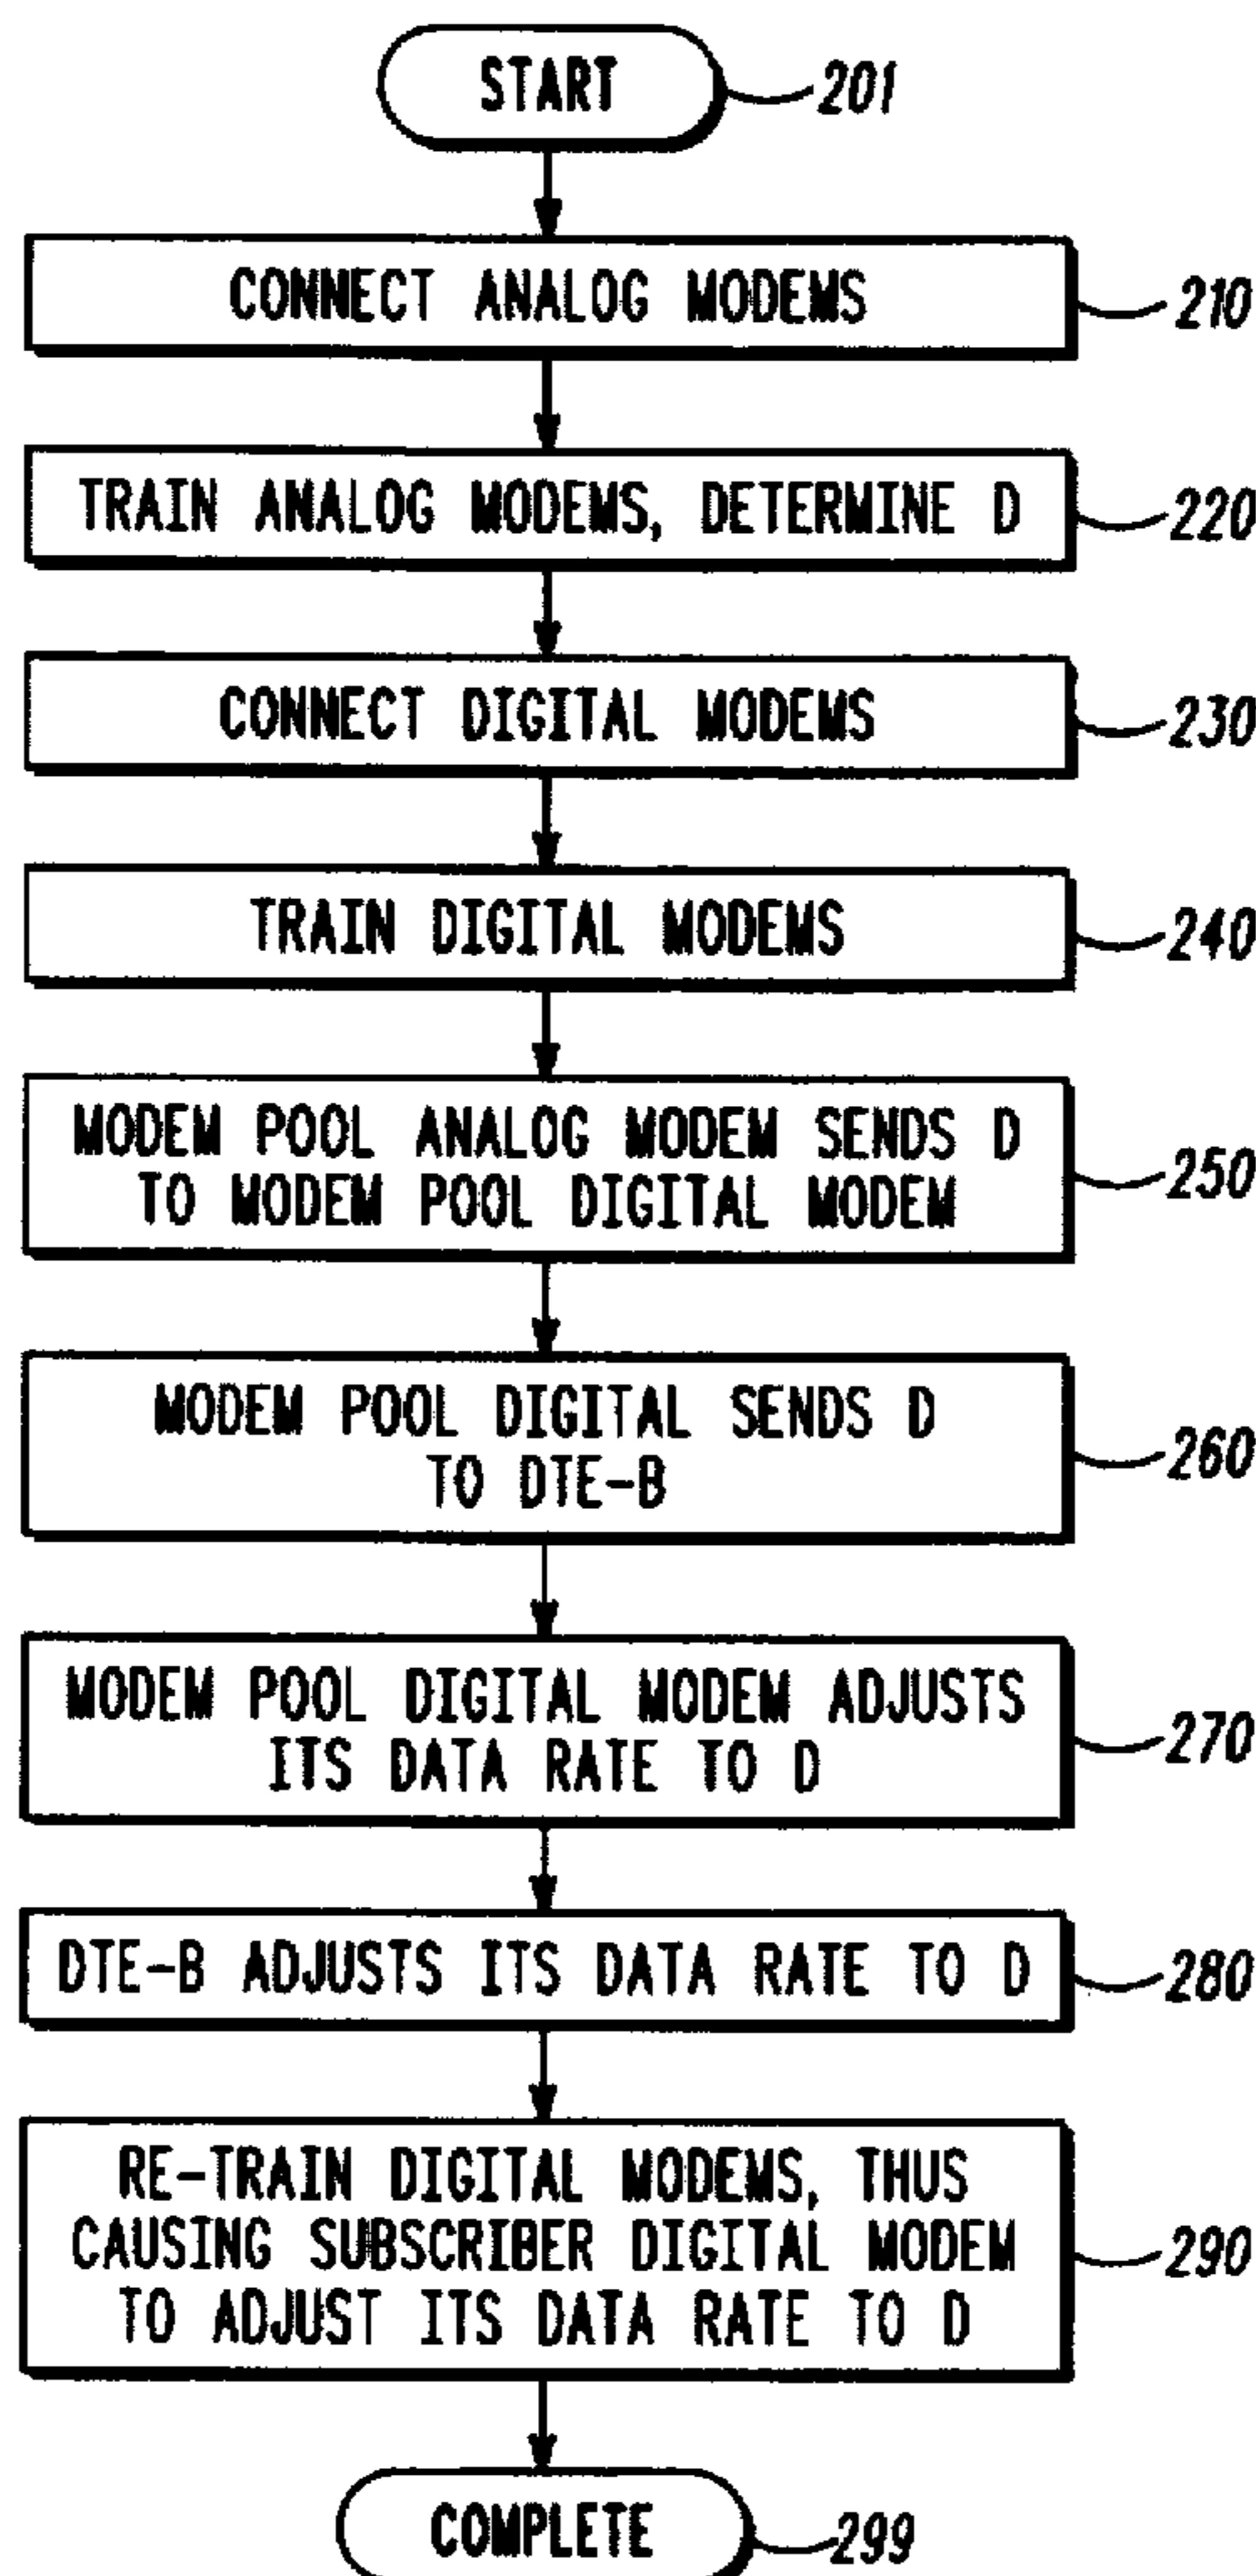 START
201
CONNECT ANALOG MODEMS
210
TRAIN ANALOG MODEMS, DETERMINE D
220
CONNECT DIGITAL MODEMS
230
TRAIN DIGITAL MODEMS
240
MODEM POOL ANALOG MODEM SENDS D
TO MODEM POOL DIGITAL MODEM
250
MODEM POOL DIGITAL SENDS D
TO DTE-B
260
MODEM POOL DIGITAL MODEM ADJUSTS
ITS DATA RATE TO D
270
DTE-B ADJUSTS ITS DATA RATE TO D
280
RE-TRAIN DIGITAL MODEMS, THUS
CAUSING SUBSCRIBER DIGITAL MODEM
TO ADJUST ITS DATA RATE TO D
290
COMPLETE
299